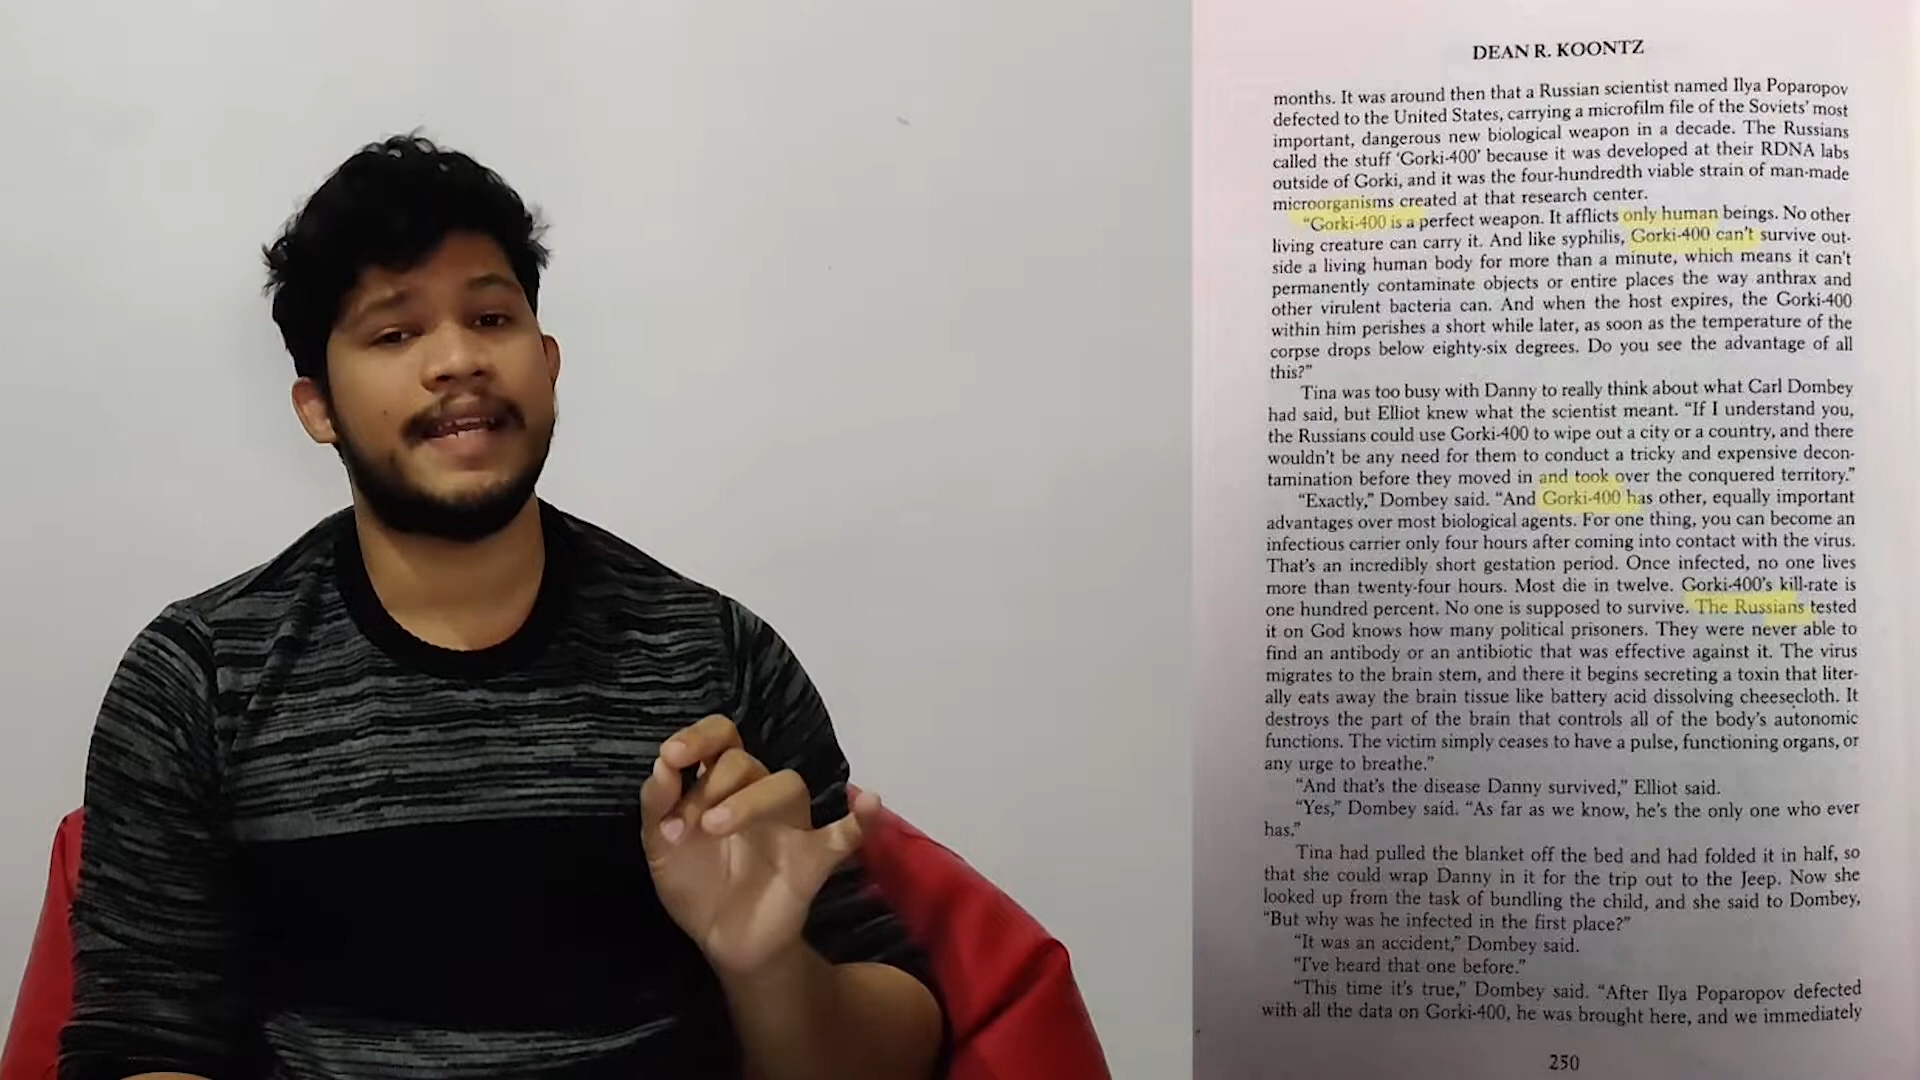 DEAN R. KOONTZ
months. It was around then that a Russian scientist named Ilya Poparopov
defected to the United States, carrying a microfilm file of the Soviets' most
important, dangerous new biological weapon in a decade. The Russians
called the stuff 'Gorki-400' because it was developed at their RDNA labs
outside of Gorki, and it was the four-hundredth viable strain of man-made
microorganisms created at that research center.
"Gorki-400 is a perfect weapon. It afflicts only human beings. No other
living creature can carry it. And like syphilis, Gorki-400 can't survive out-
side a living human body for more than a minute, which means it can't
permanently contaminate objects or entire places the way anthrax and
other virulent bacteria can. And when the host expires, the Gorki-400
within him perishes a short while later, as soon as the temperature of the
corpse drops below eighty-six degrees. Do you see the advantage of all
this?"
Tina was too busy with Danny to really think about what Carl Dombey
had said, but Elliot knew what the scientist meant. "If I understand you,
the Russians could use Gorki-400 to wipe out a city or a country, and there
wouldn't be any need for them to conduct a tricky and expensive decon-
tamination before they moved in and took over the conquered territory."
"Exactly," Dombey said. "And Gorki-400 has other, equally important
advantages over most biological agents. For one thing, you can become an
infectious carrier only four hours after coming into contact with the virus.
That's an incredibly short gestation period. Once infected, no one lives
more than twenty-four hours. Most die in twelve. Gorki-400's kill-rate is
one hundred percent. No one is supposed to survive. The Russians tested
it on God knows how many political prisoners. They were never able to
find an antibody or an antibiotic that was effective against it. The virus
migrates to the brain stem, and there it begins secreting a toxin that liter-
ally eats away the brain tissue like battery acid dissolving cheesecloth. It
destroys the part of the brain that controls all of the body's autonomic
functions. The victim simply ceases to have a pulse, functioning organs, or
any urge to breathe."
"And that's the disease Danny survived," Elliot said.
"Yes," Dombey said. "As far as we know, he's the only one who ever
has."
Tina had pulled the blanket off the bed and had folded it in half, so
that she could wrap Danny in it for the trip out to the Jeep. Now she
looked up from the task of bundling the child, and she said to Dombey,
"But why was he infected in the first place?"
"It was an accident," Dombey said.
"I've heard that one before."
"This time it's true," Dombey said. "After Ilya Poparopov defected
with all the data on Gorki-400, he was brought here, and we immediately
250